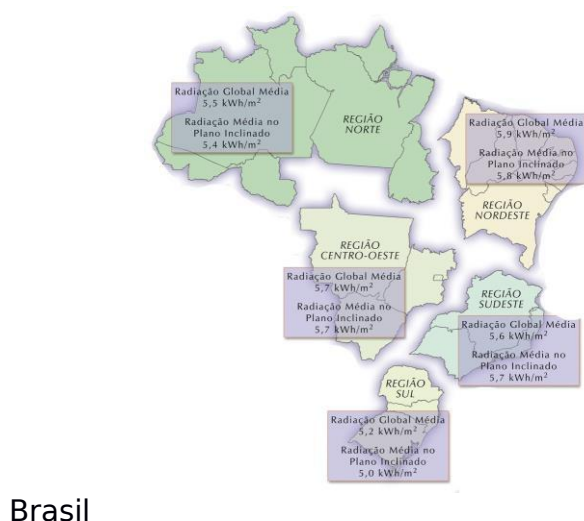 Radiação Global Média
5,5 kWh/m²
Radiação Média no
Plano Inclinado
5,4 kWh/m²
REGIÃO
NORTE
Radiação Global Média
5,9 kWh/m²
Radiação Média no
Plano Inclinado
5,8 kWh/m²
REGIÃO
NORDESTE
REGIÃO
CENTRO-OESTE
Radiação Global Média
5,7 kWh/m²
Radiação Média no
Plano Inclinado
5,7 kWh/m²
REGIÃO
SUDESTE
Radiação Global Média
5,6 kWh/m²
Radiação Média no
Plano Inclinado
5,7 kWh/m²
REGIÃO
SUL
Radiação Global Média
5,2 kWh/m²
Radiação Média no
Plano Inclinado
5,0 kWh/m²
Brasil